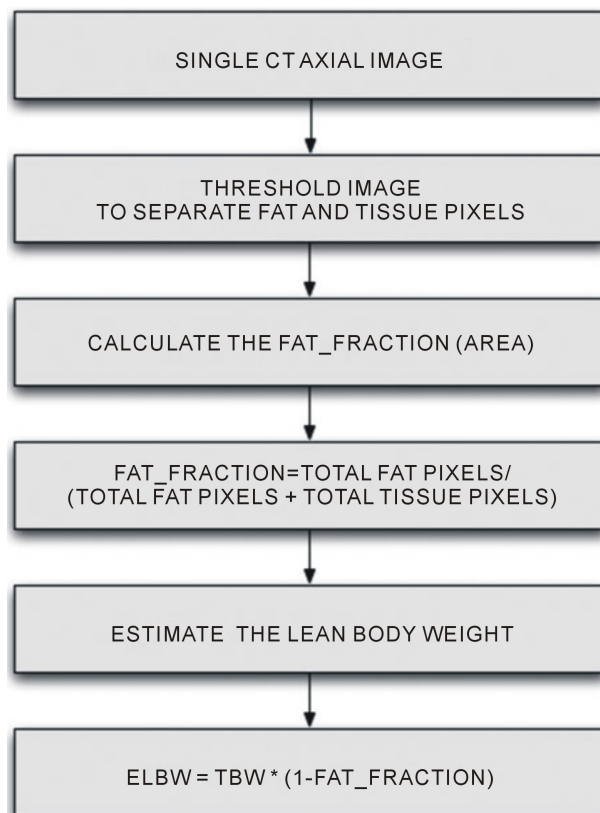 SINGLE CT AXIAL IMAGE
THRESHOLD IMAGE
TO SEPARATE FAT AND TISSUE PIXELS
CALCULATE THE FAT_FRACTION (AREA)
FAT_FRACTION=TOTAL FAT PIXELS/
(TOTAL FAT PIXELS + TOTAL TISSUE PIXELS)
ESTIMATE THE LEAN BODY WEIGHT
ELBW = TBW * (1-FAT_FRACTION)